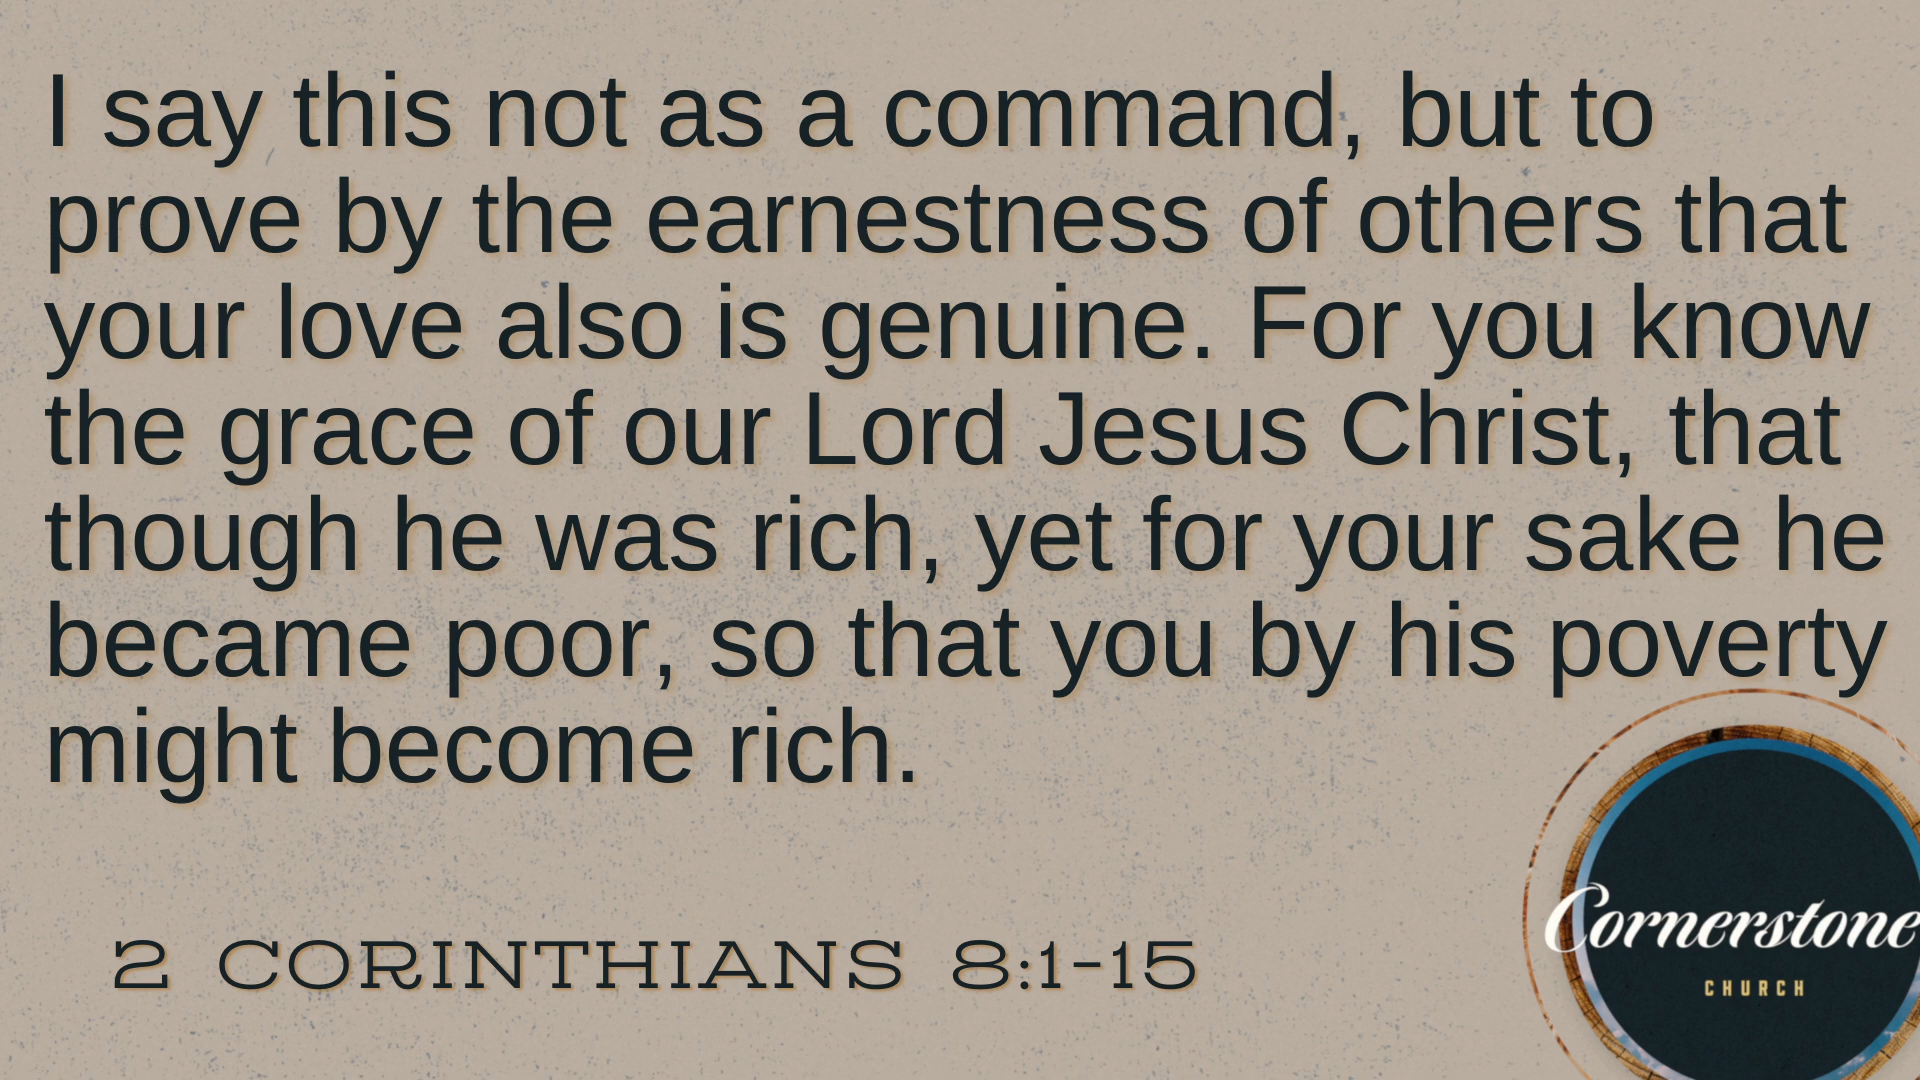 I say this not as a command, but to
prove by the earnestness of others that
your love also is genuine. For you know
the grace of our Lord Jesus Christ, that
though he was rich, yet for your sake he
became poor, so that you by his poverty
might become rich.
2 CORINTHIANS 8:1-15
Cornerstone
CHURCH